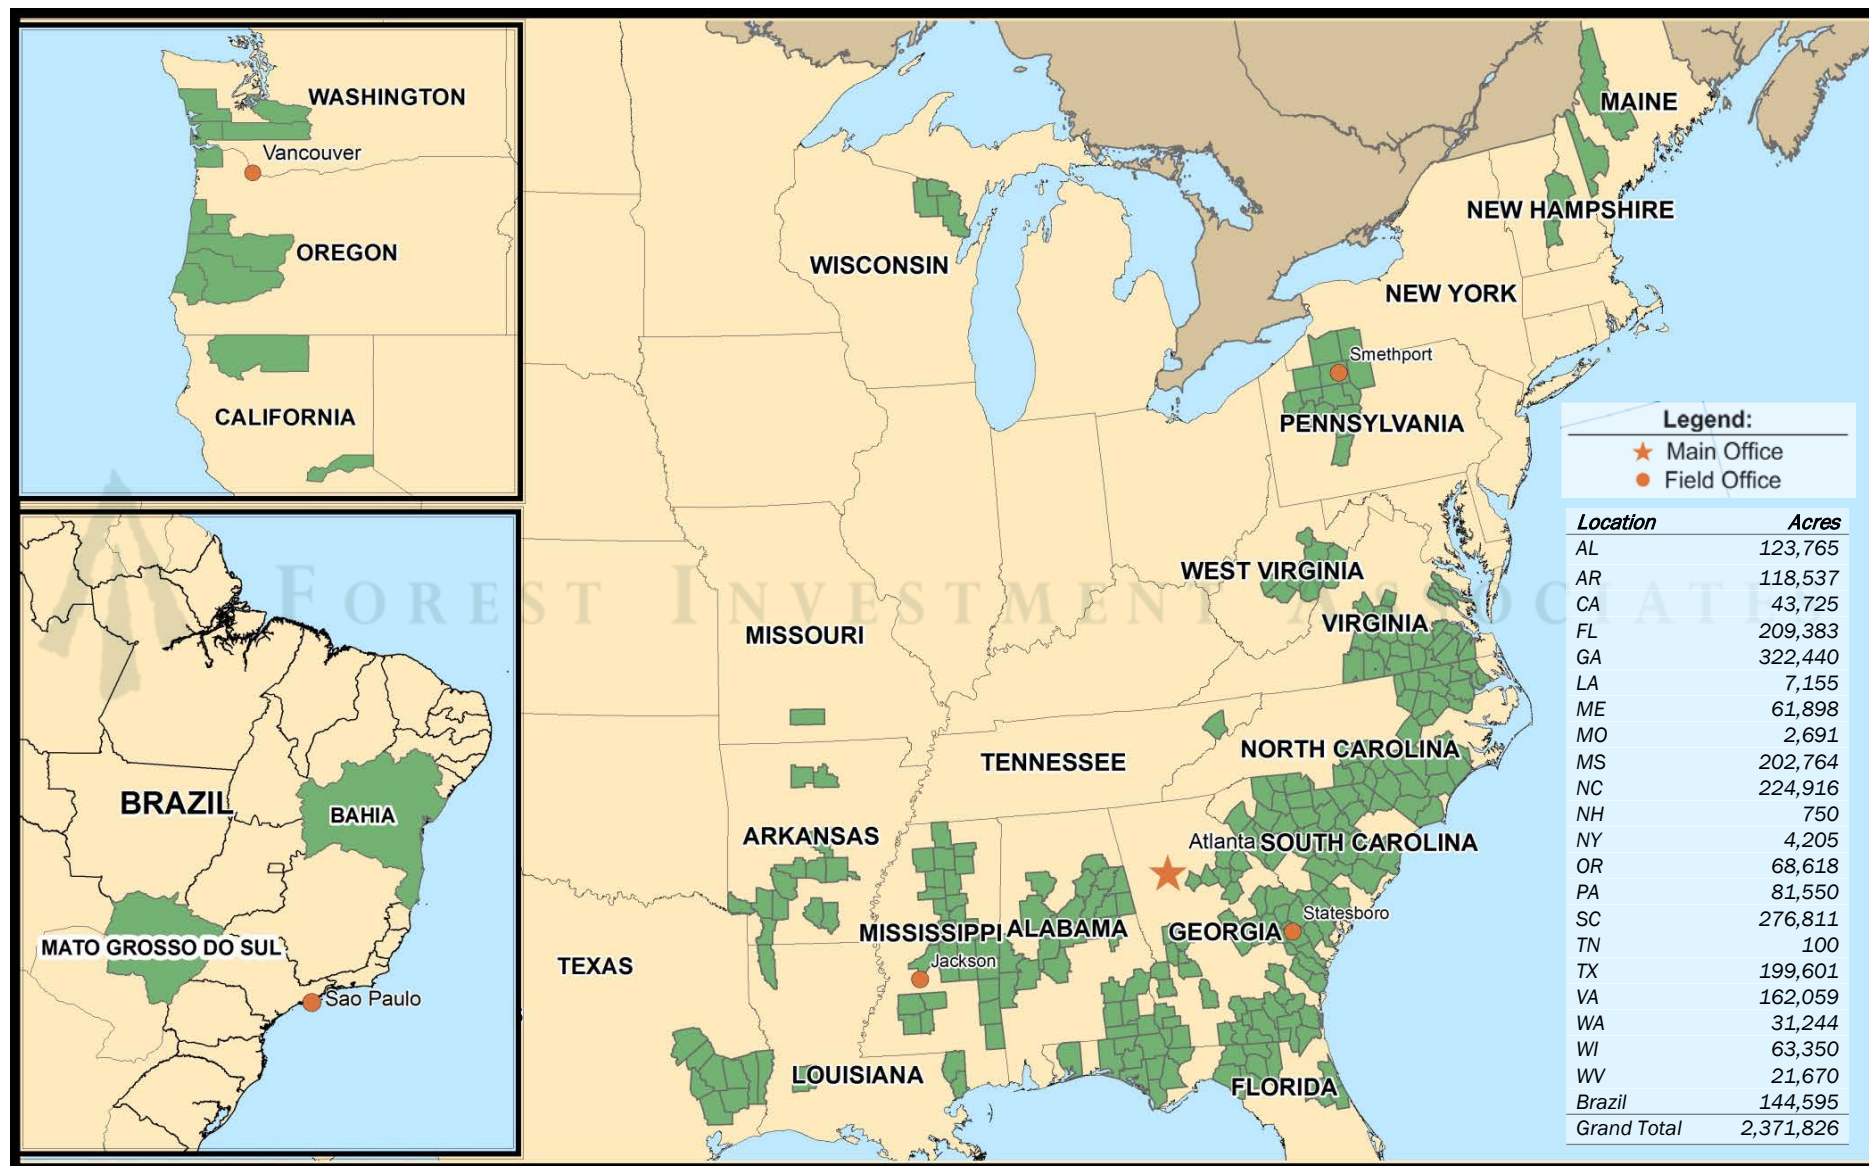 WASHINGTON
Vancouver
OREGON
CALIFORNIA
BRAZIL
BAHIA
MATO GROSSO DO SUL
Sao Paulo
MAINE
NEW HAMPSHIRE
WISCONSIN
NEW YORK
Smethport
PENNSYLVANIA
WEST VIRGINIA
VIRGINIA
MISSOURI
TENNESSEE
NORTH CAROLINA
ARKANSAS
Atlanta
SOUTH CAROLINA
MISSISSIPPI
ALABAMA
GEORGIA
Statesboro
Jackson
TEXAS
LOUISIANA
FLORIDA
FOREST INVESTMENT ASSOCIATE
Legend:
Main Office
Field Office
Location Acres
AL 123,765
AR 118,537
CA 43,725
FL 209,383
GA 322,440
LA 7,155
ME 61,898
MO 2,691
MS 202,764
NC 224,916
NH 750
NY 4,205
OR 68,618
PA 81,550
SC 276,811
TN 100
TX 199,601
VA 162,059
WA 31,244
WI 63,350
WV 21,670
Brazil 144,595
Grand Total 2,371,826